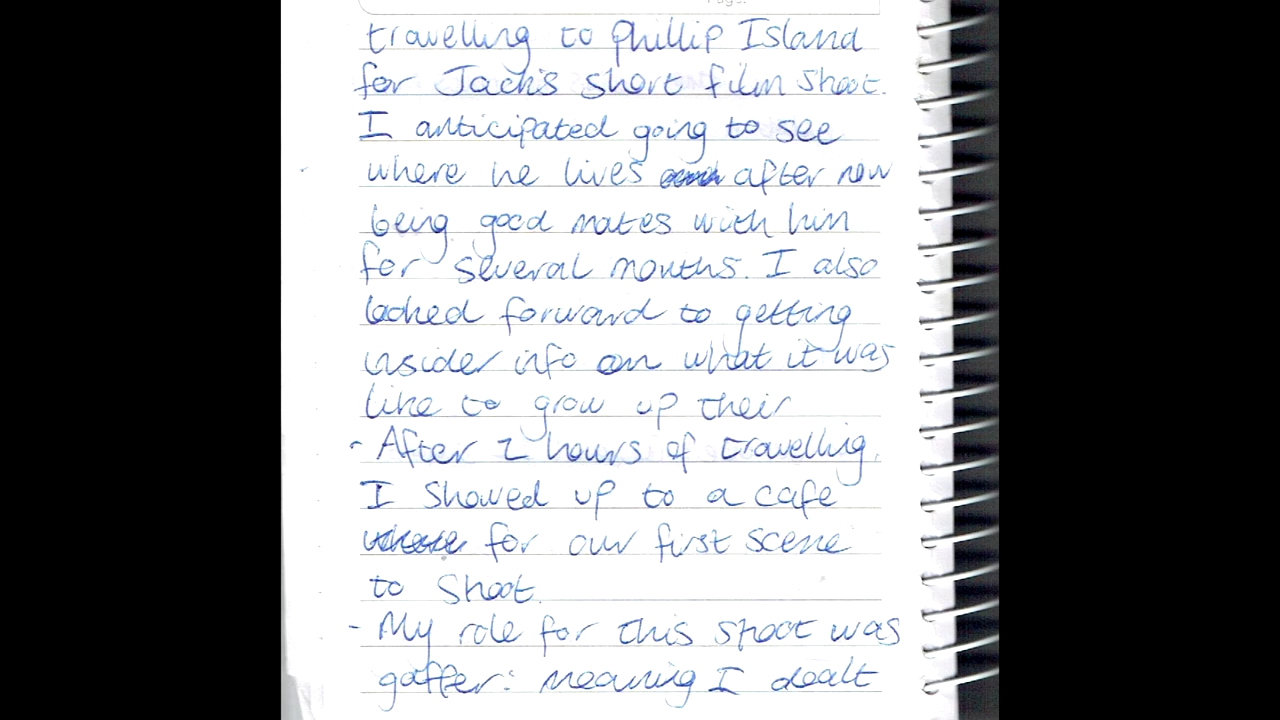 travelling to Phillip Island
for Jack's short film shoot.
I anticipated going to see
where he lives after now
being good mates with him
for several months. I also
looked forward to getting
insider info on what it was
like to grow up their
- After 2 hours of travelling,
I showed up to a cafe
for our first scene
to shoot.
- My role for this shoot was
gaffer: meaning I dealt